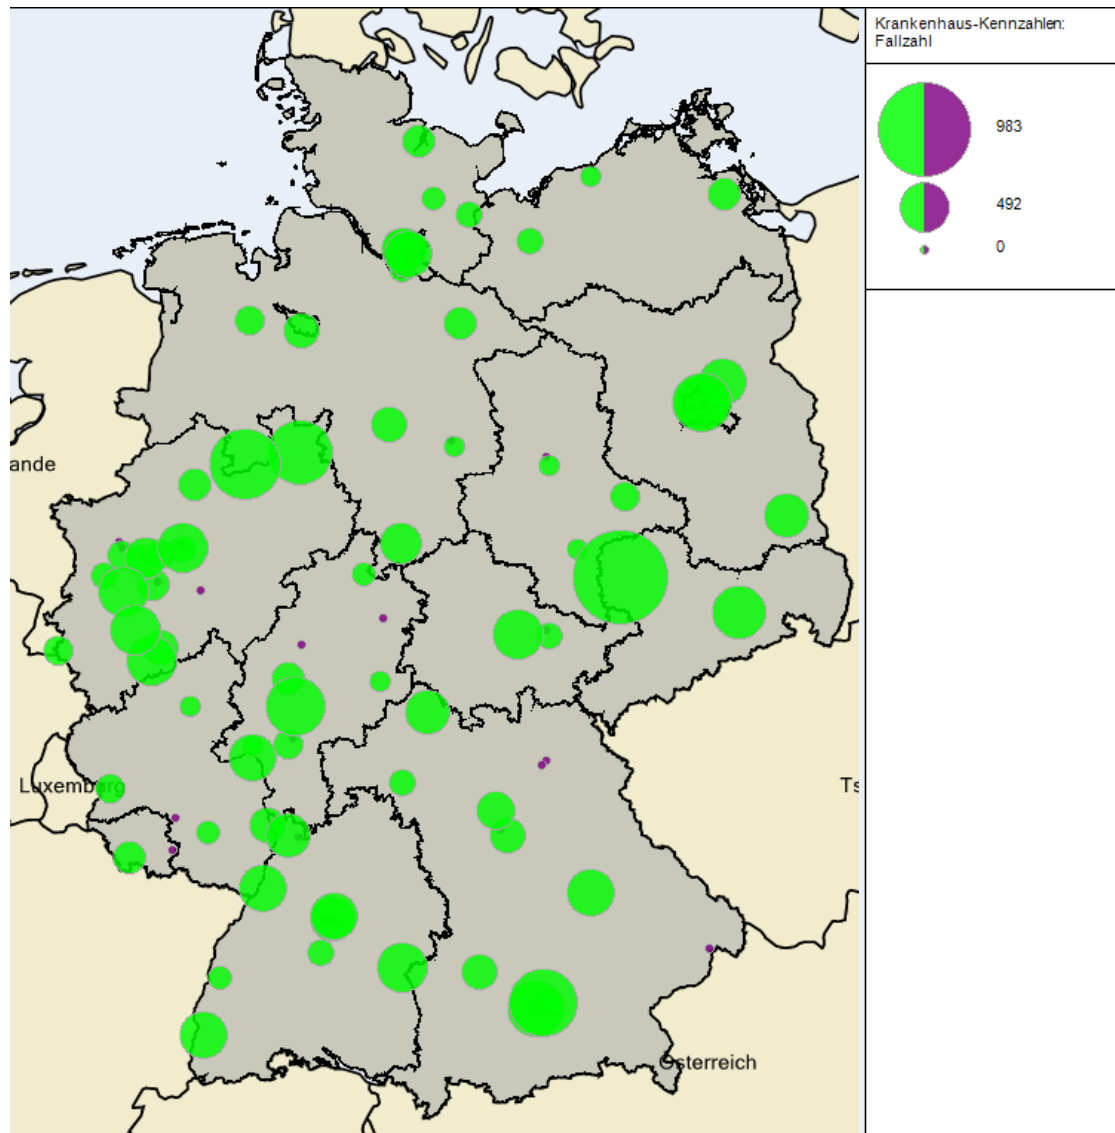 Krankenhaus-Kennzahlen:
Fallzahl
983
492
0
ande
Luxemburg
Ts
Österreich